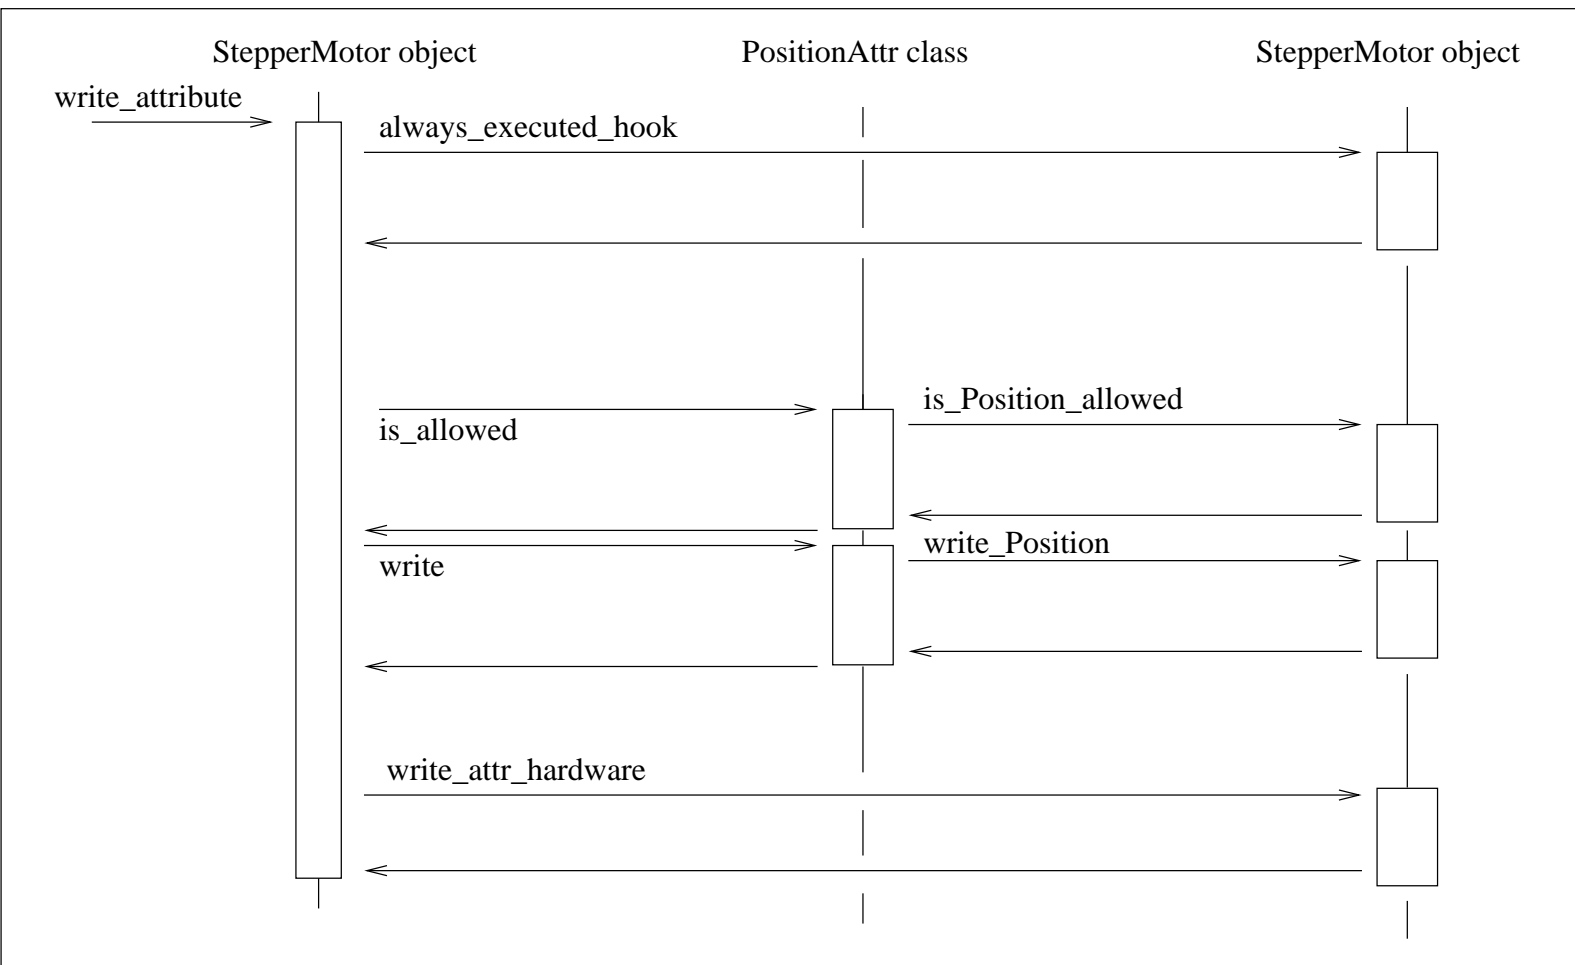 StepperMotor object
PositionAttr class
StepperMotor object
write_attribute
always_executed_hook
is_Position_allowed
is_allowed
write_Position
write
write_attr_hardware